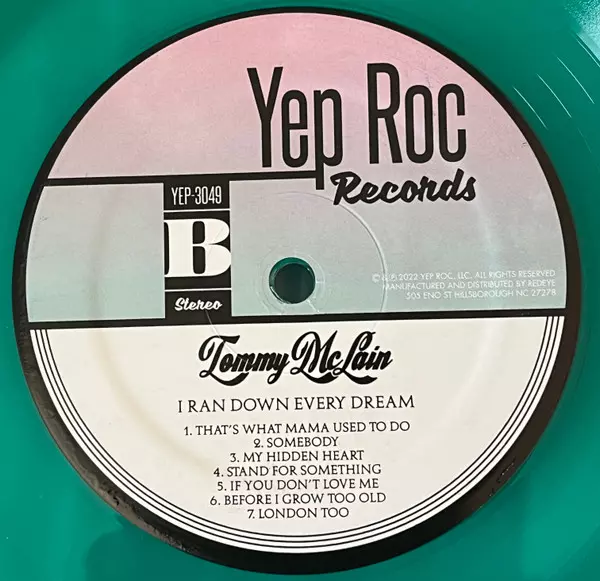 Yep Roc
Records
YEP-3049
B
Stereo
© & ℗ 2022 YEP ROC, LLC. ALL RIGHTS RESERVED
MANUFACTURED AND DISTRIBUTED BY REDEYE
505 ENO ST HILLSBOROUGH NC 27278
Tommy McLain
I RAN DOWN EVERY DREAM
1. THAT'S WHAT MAMA USED TO DO
2. SOMEBODY
3. MY HIDDEN HEART
4. STAND FOR SOMETHING
5. IF YOU DON'T LOVE ME
6. BEFORE I GROW TOO OLD
7. LONDON TOO